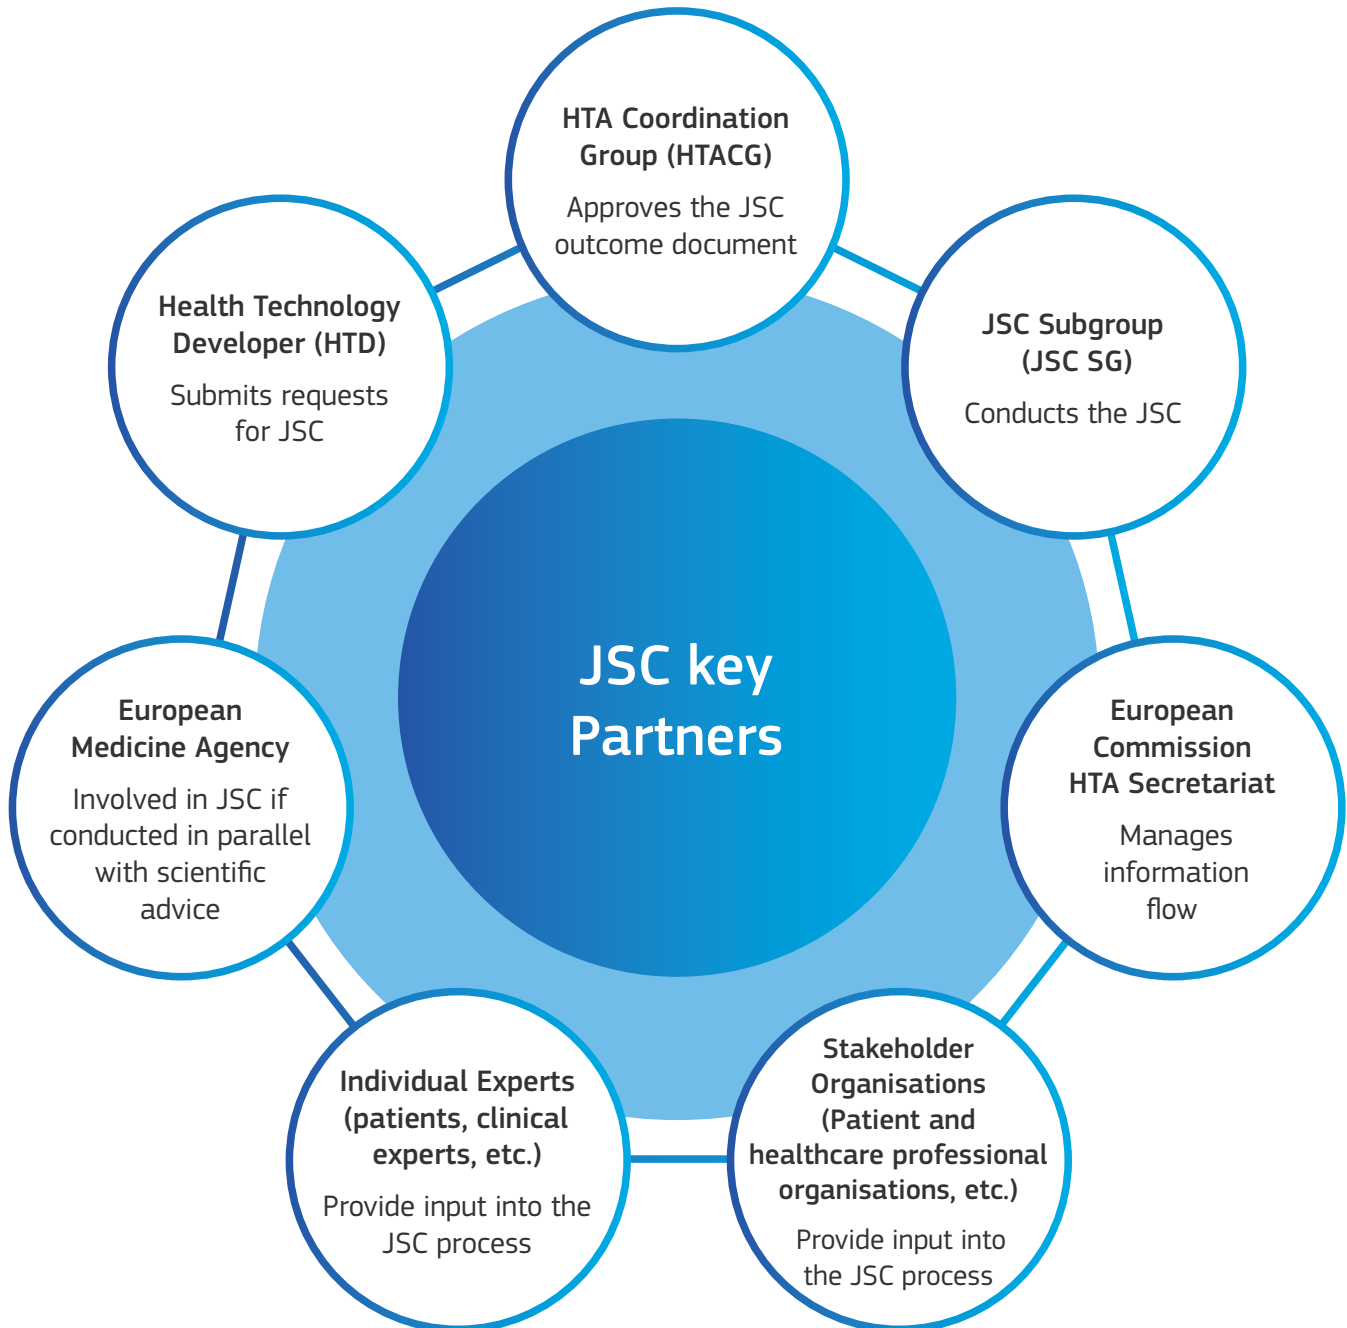 HTA Coordination
Group (HTACG)
Approves the JSC
outcome document
Health Technology
Developer (HTD)
Submits requests
for JSC
JSC Subgroup
(JSC SG)
Conducts the JSC
JSC key
Partners
European
Medicine Agency
Involved in JSC if
conducted in parallel
with scientific
advice
European
Commission
HTA Secretariat
Manages
information
flow
Individual Experts
(patients, clinical
experts, etc.)
Provide input into the
JSC process
Stakeholder
Organisations
(Patient and
healthcare professional
organisations, etc.)
Provide input into
the JSC process